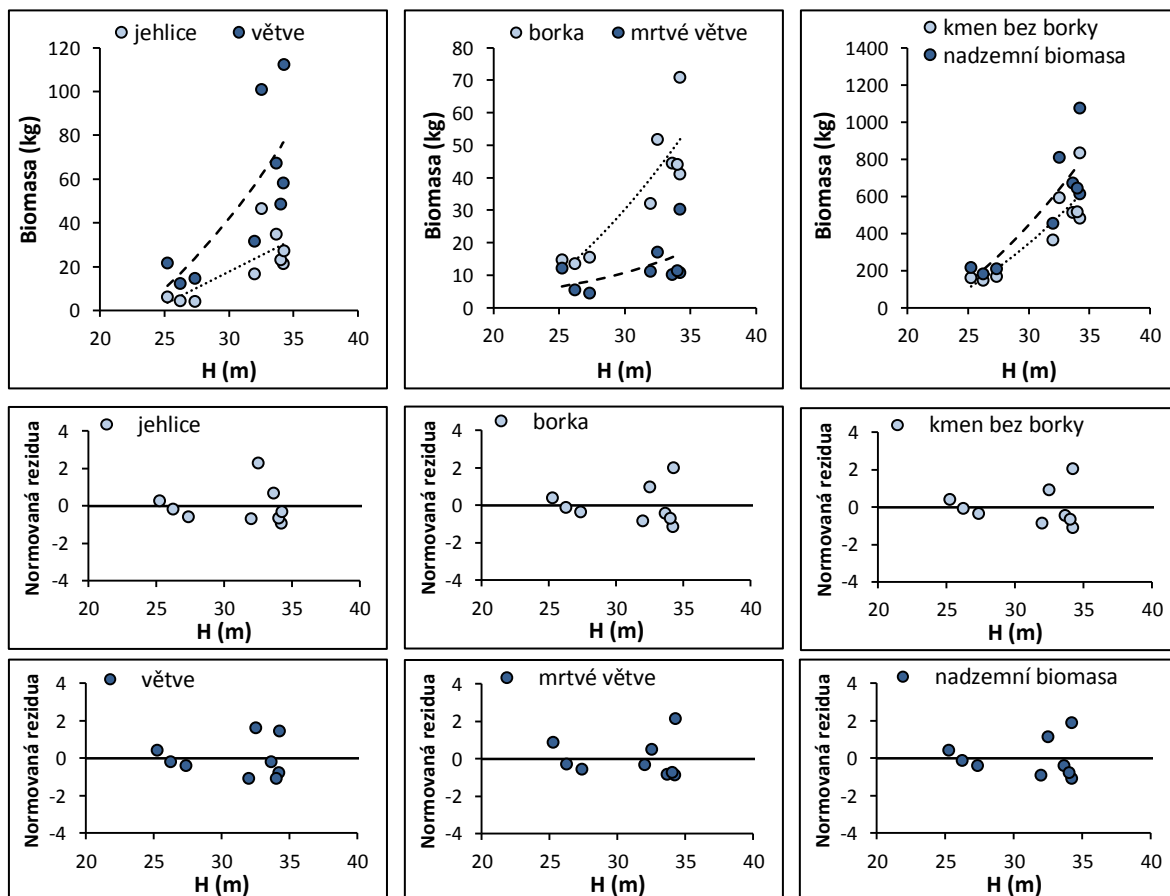 jehlice větve
120
100
80
60
40
20
0
Biomasa (kg)
20 25 30 35 40
H (m)
borka mrtvé větve
80
70
60
50
40
30
20
10
0
Biomasa (kg)
20 25 30 35 40
H (m)
kmen bez borky
nadzemní biomasa
1400
1200
1000
800
600
400
200
0
Biomasa (kg)
20 25 30 35 40
H (m)
jehlice
4
2
0
-2
-4
Normovaná rezidua
20 25 30 35 40
H (m)
borka
4
2
0
-2
-4
Normovaná rezidua
20 25 30 35 40
H (m)
kmen bez borky
4
2
0
-2
-4
Normovaná rezidua
20 25 30 35 40
H (m)
větve
4
2
0
-2
-4
Normovaná rezidua
20 25 30 35 40
H (m)
mrtvé větve
4
2
0
-2
-4
Normovaná rezidua
20 25 30 35 40
H (m)
nadzemní biomasa
4
2
0
-2
-4
Normovaná rezidua
20 25 30 35 40
H (m)